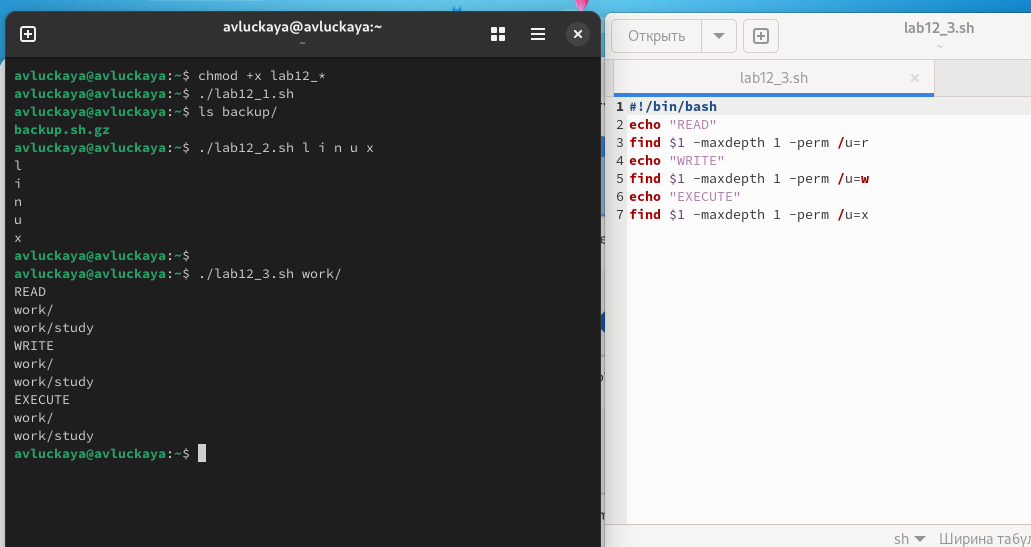 avluckaya@avluckaya:~
~
avluckaya@avluckaya:~$ chmod +x lab12_*
avluckaya@avluckaya:~$ ./lab12_1.sh
avluckaya@avluckaya:~$ ls backup/
backup.sh.gz
avluckaya@avluckaya:~$ ./lab12_2.sh l i n u x
l
i
n
u
x
avluckaya@avluckaya:~$
avluckaya@avluckaya:~$ ./lab12_3.sh work/
READ
work/
work/study
WRITE
work/
work/study
EXECUTE
work/
work/study
avluckaya@avluckaya:~$
Открыть
lab12_3.sh
~
lab12_3.sh
1 #!/bin/bash
2 echo "READ"
3 find $1 -maxdepth 1 -perm /u=r
4 echo "WRITE"
5 find $1 -maxdepth 1 -perm /u=w
6 echo "EXECUTE"
7 find $1 -maxdepth 1 -perm /u=x
sh Ширина табул